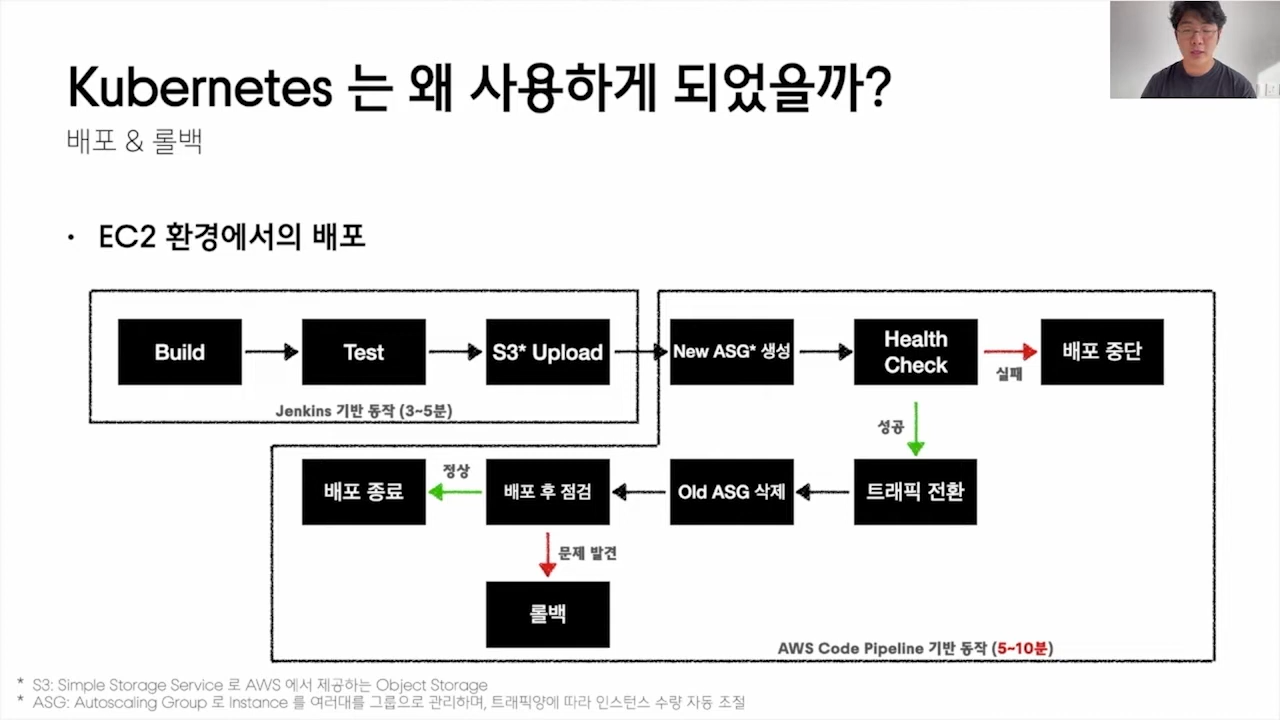 Kubernetes 는 왜 사용하게 되었을까?
배포 & 롤백
• EC2 환경에서의 배포
Build
Test
S3* Upload
New ASG* 생성
Health
Check
실패
배포 중단
Jenkins 기반 동작 (3~5분)
성공
배포 종료
정상
배포 후 점검
Old ASG 삭제
트래픽 전환
문제 발견
롤백
AWS Code Pipeline 기반 동작 (5~10분)
* S3: Simple Storage Service 로 AWS 에서 제공하는 Object Storage
* ASG: Autoscaling Group 로 Instance 를 여러대를 그룹으로 관리하며, 트래픽양에 따라 인스턴스 수량 자동 조절